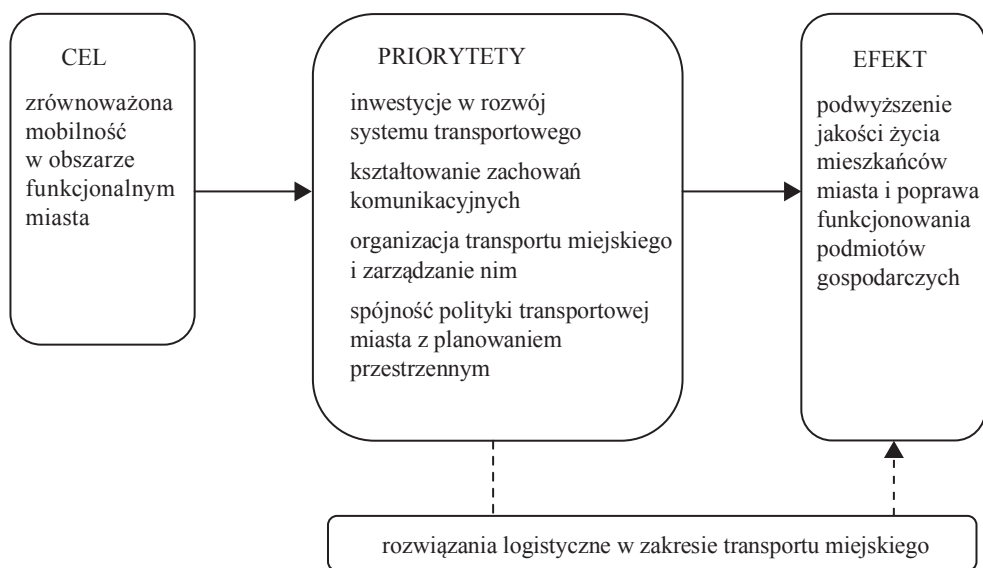 CEL
zrównoważona
mobilność
w obszarze
funkcjonalnym
miasta
PRIORYTETY
inwestycje w rozwój
systemu transportowego
kształtowanie zachowań
komunikacyjnych
organizacja transportu miejskiego
i zarządzanie nim
spójność polityki transportowej
miasta z planowaniem
przestrzennym
EFEKT
podwyższenie
jakości życia
mieszkańców
miasta i poprawa
funkcjonowania
podmiotów
gospodarczych
rozwiązania logistyczne w zakresie transportu miejskiego